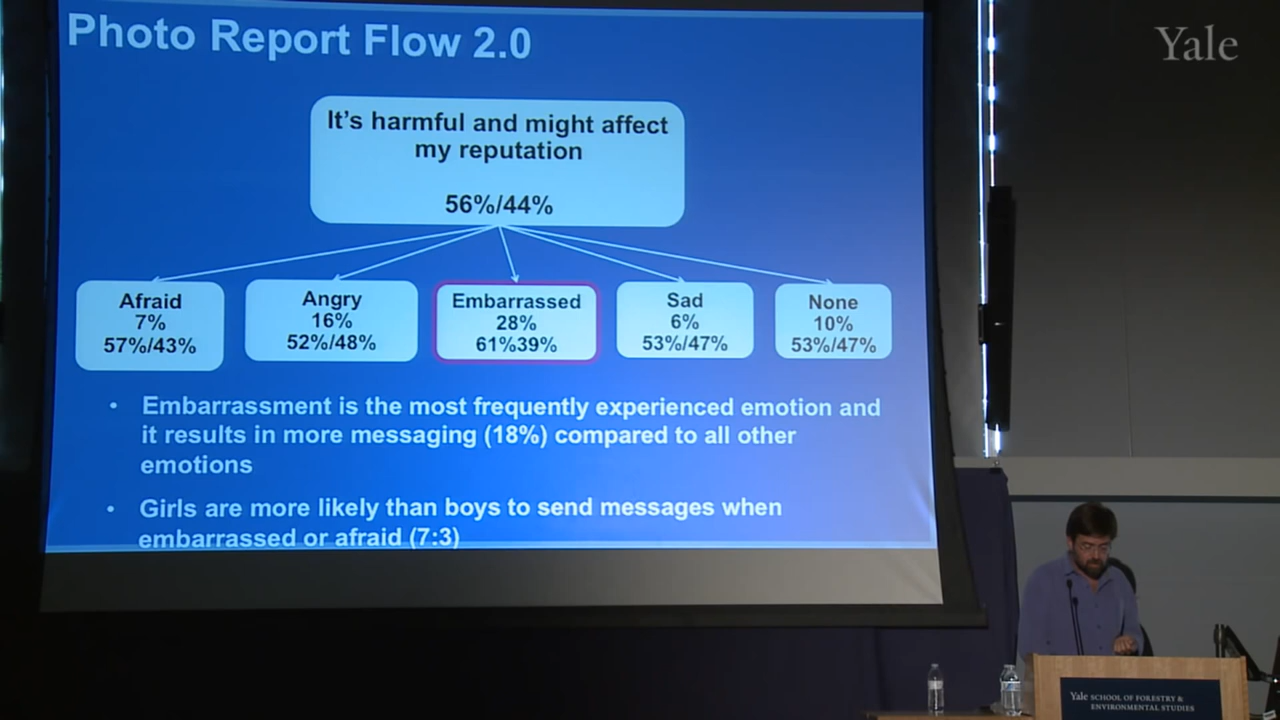 Photo Report Flow 2.0
Yale
It's harmful and might affect
my reputation
56%/44%
Afraid
7%
57%/43%
Angry
16%
52%/48%
Embarrassed
28%
61%39%
Sad
6%
53%/47%
None
10%
53%/47%
• Embarrassment is the most frequently experienced emotion and
it results in more messaging (18%) compared to all other
emotions
• Girls are more likely than boys to send messages when
embarrassed or afraid (7:3)
Yale SCHOOL OF FORESTRY &
ENVIRONMENTAL STUDIES